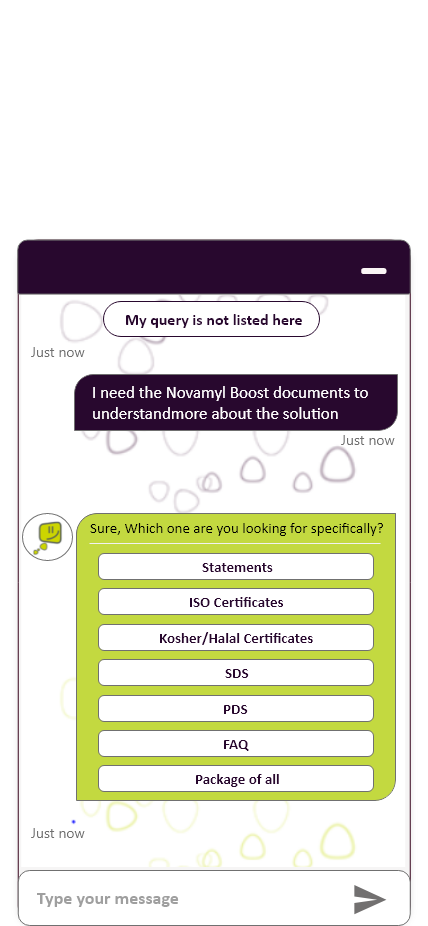 My query is not listed here
Just now
I need the Novamyl Boost documents to
understandmore about the solution
Just now
Sure, Which one are you looking for specifically?
Statements
ISO Certificates
Kosher/Halal Certificates
SDS
PDS
FAQ
Package of all
Just now
Type your message